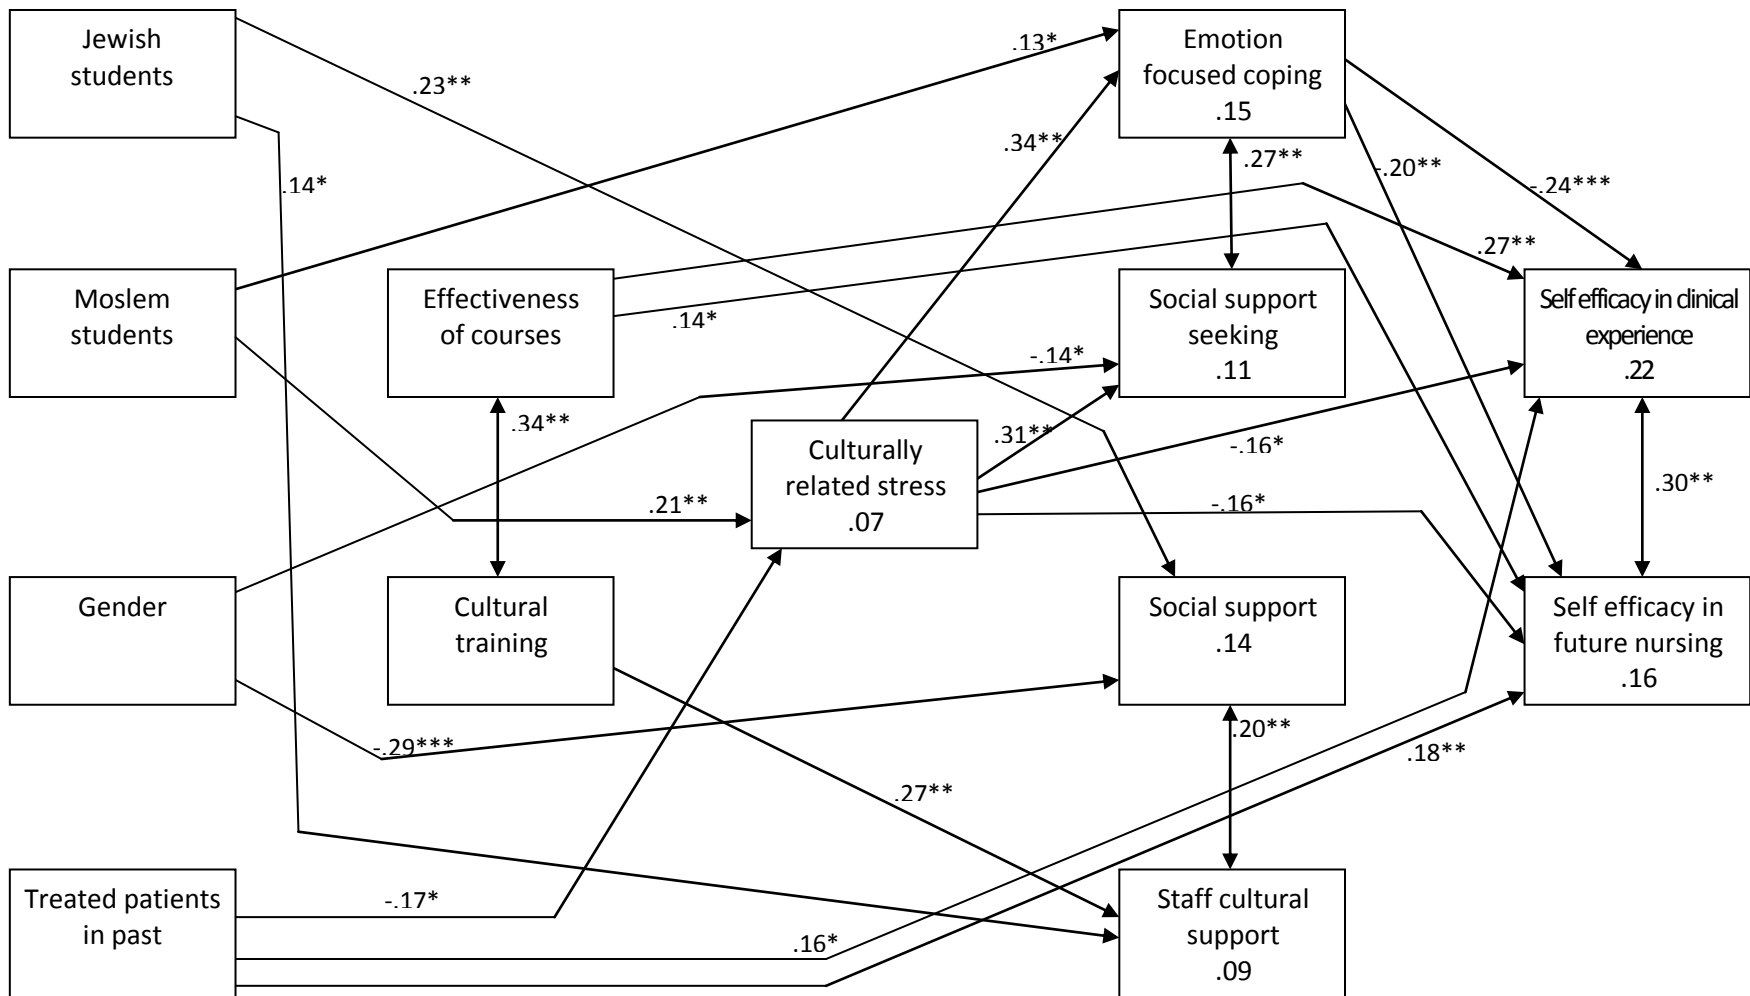 Jewish
students
Emotion
focused coping
.15
.13*
.23**
.34**
.27**
.14*
-.20**
-.24***
.27**
Moslem
students
Effectiveness
of courses
.14*
Social support
seeking
.11
-.14*
Self efficacy in clinical
experience
.22
.34**
Culturally
related stress
.07
.31**
-.16*
.21**
-.16*
.30**
Gender
Cultural
training
Social support
.14
Self efficacy in
future nursing
.16
-.29***
.20**
.18**
.27**
Treated patients
in past
-.17*
.16*
Staff cultural
support
.09